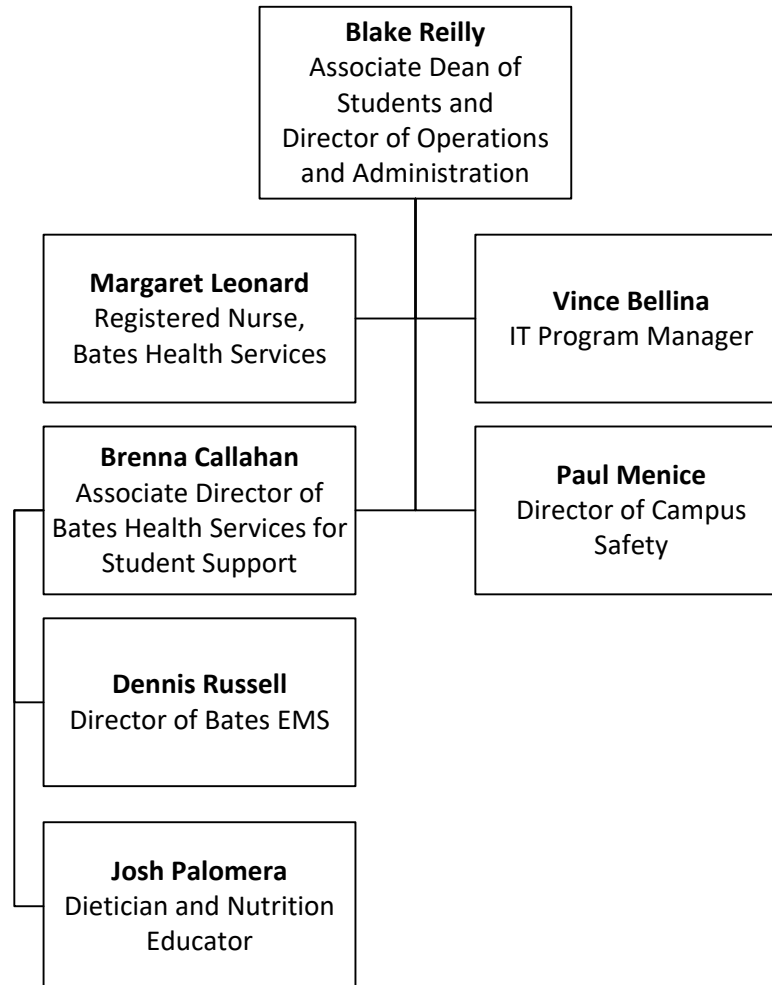 Blake Reilly
Associate Dean of
Students and
Director of Operations
and Administration
Margaret Leonard
Registered Nurse,
Bates Health Services
Vince Bellina
IT Program Manager
Brenna Callahan
Associate Director of
Bates Health Services for
Student Support
Paul Menice
Director of Campus
Safety
Dennis Russell
Director of Bates EMS
Josh Palomera
Dietician and Nutrition
Educator